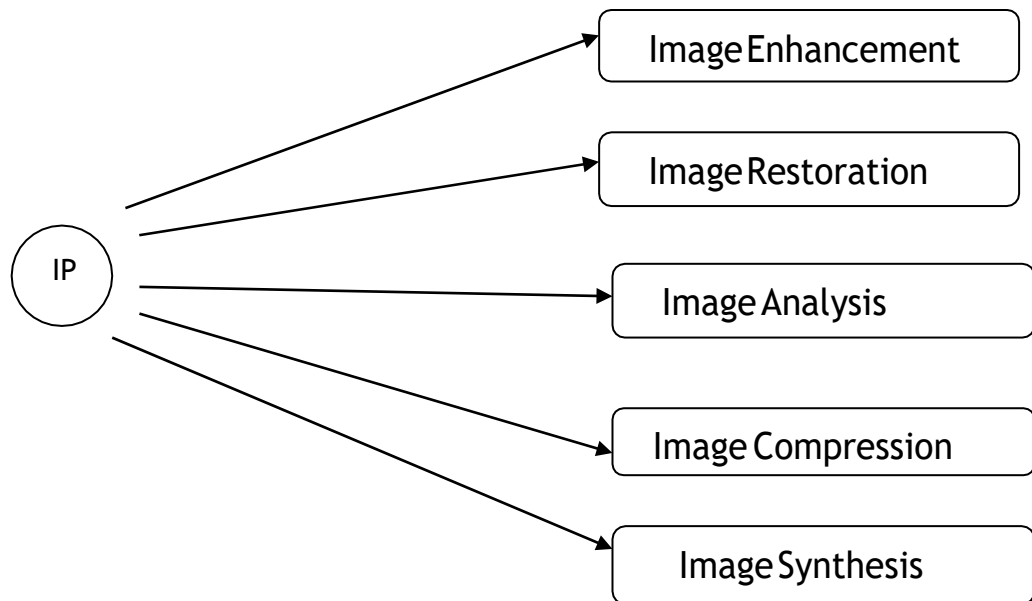 Image Enhancement
Image Restoration
IP
Image Analysis
Image Compression
Image Synthesis